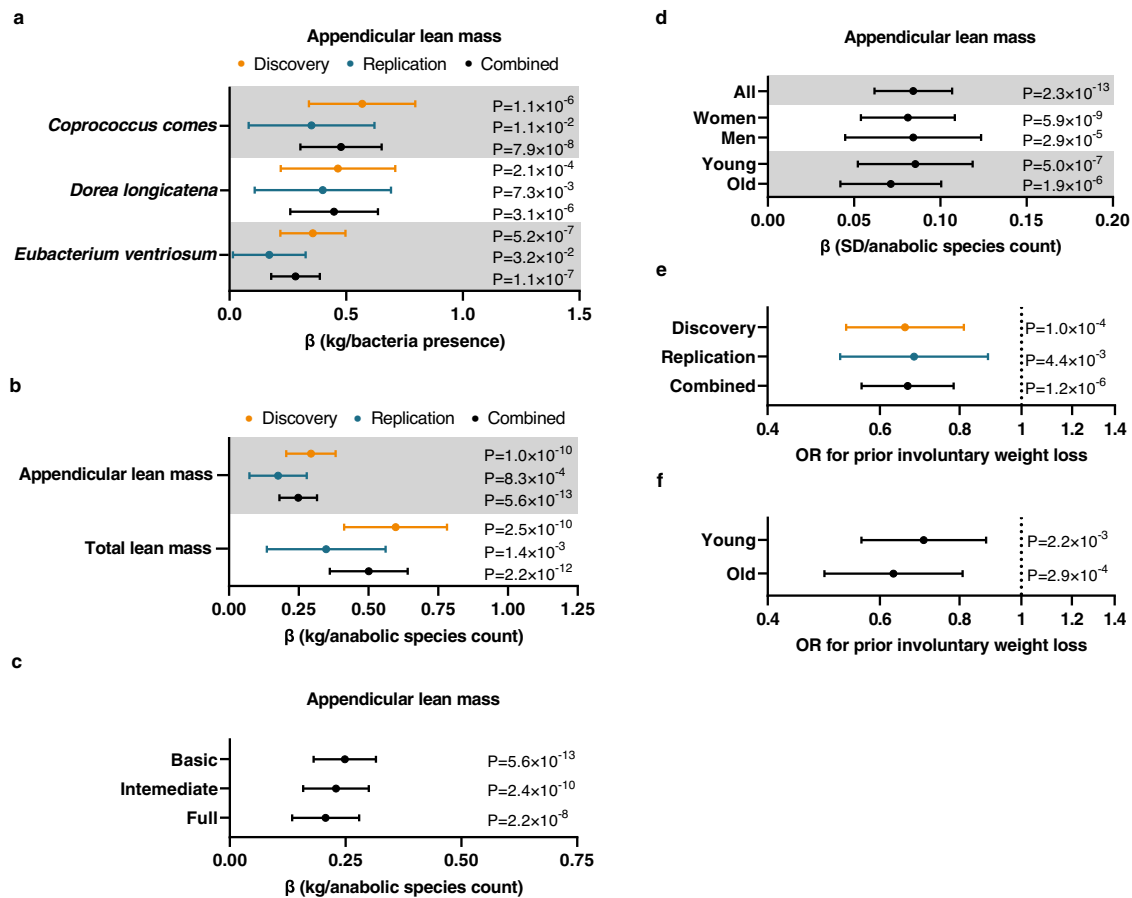 a
Appendicular lean mass
Discovery Replication Combined
Coprococcus comes
P=1.1×10⁻⁶
P=1.1×10⁻²
P=7.9×10⁻⁸
Dorea longicatena
P=2.1×10⁻⁴
P=7.3×10⁻³
P=3.1×10⁻⁶
Eubacterium ventriosum
P=5.2×10⁻⁷
P=3.2×10⁻²
P=1.1×10⁻⁷
0.0 0.5 1.0 1.5
β (kg/bacteria presence)
b
Discovery Replication Combined
Appendicular lean mass
P=1.0×10⁻¹⁰
P=8.3×10⁻⁴
P=5.6×10⁻¹³
Total lean mass
P=2.5×10⁻¹⁰
P=1.4×10⁻³
P=2.2×10⁻¹²
0.00 0.25 0.50 0.75 1.00 1.25
β (kg/anabolic species count)
c
Appendicular lean mass
Basic P=5.6×10⁻¹³
Intemediate P=2.4×10⁻¹⁰
Full P=2.2×10⁻⁸
0.00 0.25 0.50 0.75
β (kg/anabolic species count)
d
Appendicular lean mass
All P=2.3×10⁻¹³
Women P=5.9×10⁻⁹
Men P=2.9×10⁻⁵
Young P=5.0×10⁻⁷
Old P=1.9×10⁻⁶
0.00 0.05 0.10 0.15 0.20
β (SD/anabolic species count)
e
Discovery P=1.0×10⁻⁴
Replication P=4.4×10⁻³
Combined P=1.2×10⁻⁶
0.4 0.6 0.8 1 1.2 1.4
OR for prior involuntary weight loss
f
Young P=2.2×10⁻³
Old P=2.9×10⁻⁴
0.4 0.6 0.8 1 1.2 1.4
OR for prior involuntary weight loss